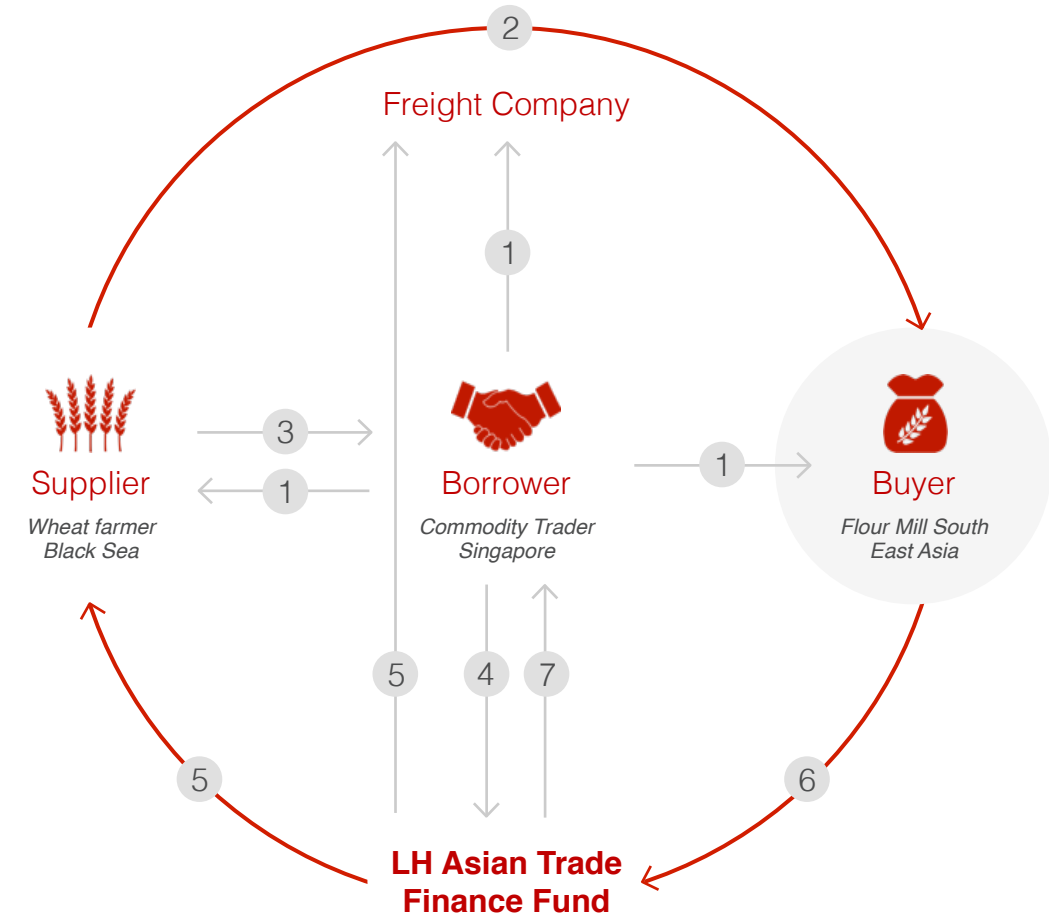 2
Freight Company
1
3
1
1
Supplier
Borrower
Buyer
Wheat farmer
Black Sea
Commodity Trader
Singapore
Flour Mill South
East Asia
5
4
7
5
6
LH Asian Trade
Finance Fund